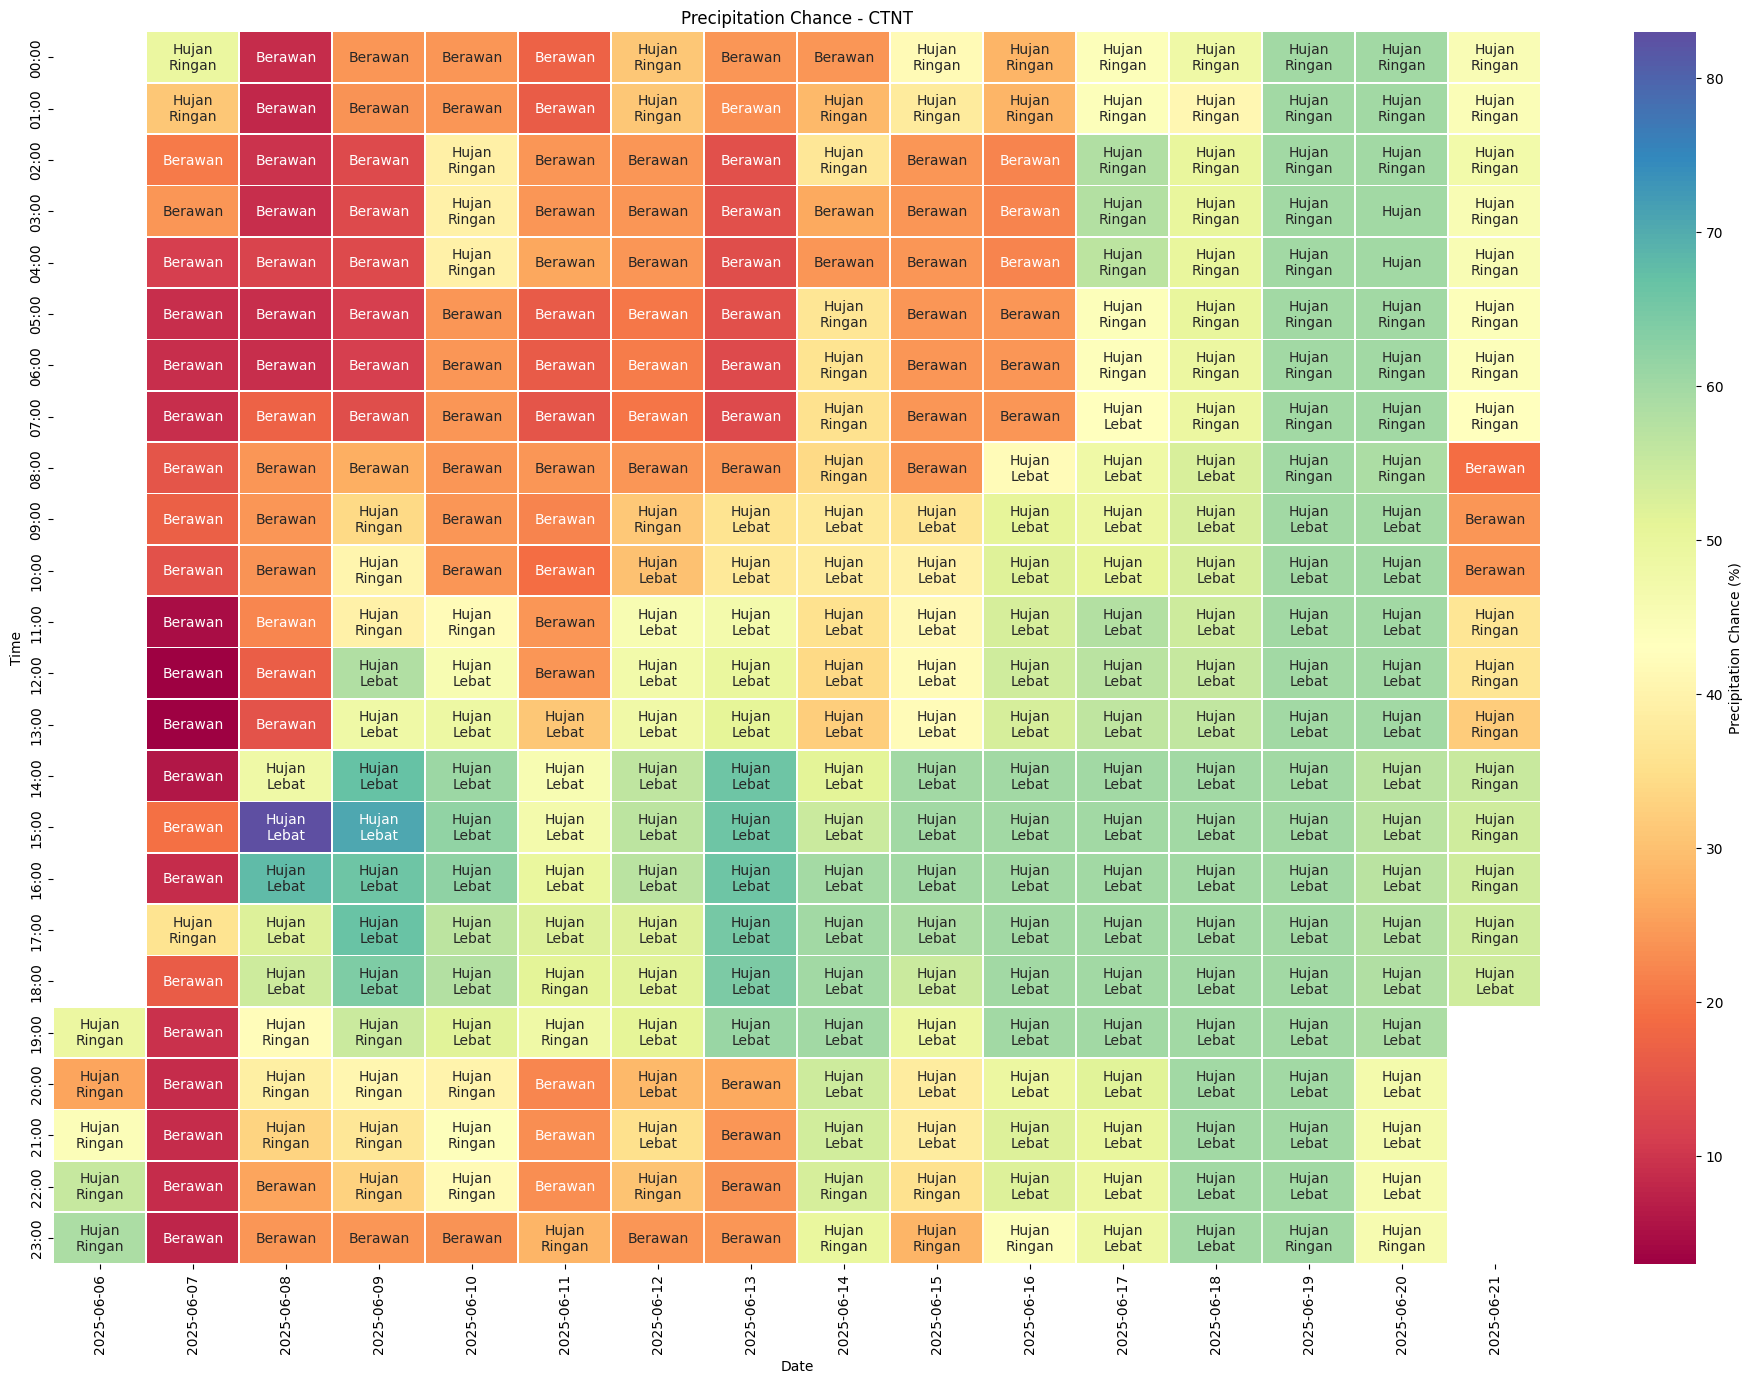 Precipitation Chance - CTNT
00:00 Hujan Ringan Berawan Berawan Berawan Berawan Hujan Ringan Berawan Berawan Hujan Ringan Hujan Ringan Hujan Ringan Hujan Ringan Hujan Ringan Hujan Ringan Hujan Ringan
01:00 Hujan Ringan Berawan Berawan Berawan Berawan Hujan Ringan Berawan Hujan Ringan Hujan Ringan Hujan Ringan Hujan Ringan Hujan Ringan Hujan Ringan Hujan Ringan Hujan Ringan
02:00 Berawan Berawan Berawan Hujan Ringan Berawan Berawan Berawan Hujan Ringan Berawan Berawan Hujan Ringan Hujan Ringan Hujan Ringan Hujan Ringan Hujan Ringan
03:00 Berawan Berawan Berawan Hujan Ringan Berawan Berawan Berawan Berawan Berawan Berawan Hujan Ringan Hujan Ringan Hujan Ringan Hujan Hujan Ringan
04:00 Berawan Berawan Berawan Hujan Ringan Berawan Berawan Berawan Berawan Berawan Berawan Hujan Ringan Hujan Ringan Hujan Ringan Hujan Hujan Ringan
05:00 Berawan Berawan Berawan Berawan Berawan Berawan Berawan Hujan Ringan Berawan Berawan Hujan Ringan Hujan Ringan Hujan Ringan Hujan Ringan Hujan Ringan
06:00 Berawan Berawan Berawan Berawan Berawan Berawan Berawan Hujan Ringan Berawan Berawan Hujan Ringan Hujan Ringan Hujan Ringan Hujan Ringan Hujan Ringan
07:00 Berawan Berawan Berawan Berawan Berawan Berawan Berawan Hujan Ringan Berawan Berawan Hujan Lebat Hujan Ringan Hujan Ringan Hujan Ringan Hujan Ringan
08:00 Berawan Berawan Berawan Berawan Berawan Berawan Berawan Hujan Ringan Berawan Hujan Lebat Hujan Lebat Hujan Lebat Hujan Ringan Hujan Ringan Berawan
09:00 Berawan Berawan Hujan Ringan Berawan Berawan Hujan Ringan Hujan Lebat Hujan Lebat Hujan Lebat Hujan Lebat Hujan Lebat Hujan Lebat Hujan Lebat Hujan Lebat Berawan
10:00 Berawan Berawan Hujan Ringan Berawan Berawan Hujan Lebat Hujan Lebat Hujan Lebat Hujan Lebat Hujan Lebat Hujan Lebat Hujan Lebat Hujan Lebat Hujan Lebat Berawan
11:00 Berawan Berawan Hujan Ringan Hujan Ringan Berawan Hujan Lebat Hujan Lebat Hujan Lebat Hujan Lebat Hujan Lebat Hujan Lebat Hujan Lebat Hujan Lebat Hujan Lebat Hujan Ringan
12:00 Berawan Berawan Hujan Lebat Hujan Lebat Berawan Hujan Lebat Hujan Lebat Hujan Lebat Hujan Lebat Hujan Lebat Hujan Lebat Hujan Lebat Hujan Lebat Hujan Lebat Hujan Ringan
13:00 Berawan Berawan Hujan Lebat Hujan Lebat Hujan Lebat Hujan Lebat Hujan Lebat Hujan Lebat Hujan Lebat Hujan Lebat Hujan Lebat Hujan Lebat Hujan Lebat Hujan Lebat Hujan Ringan
14:00 Berawan Hujan Lebat Hujan Lebat Hujan Lebat Hujan Lebat Hujan Lebat Hujan Lebat Hujan Lebat Hujan Lebat Hujan Lebat Hujan Lebat Hujan Lebat Hujan Lebat Hujan Lebat Hujan Ringan
15:00 Berawan Hujan Lebat Hujan Lebat Hujan Lebat Hujan Lebat Hujan Lebat Hujan Lebat Hujan Lebat Hujan Lebat Hujan Lebat Hujan Lebat Hujan Lebat Hujan Lebat Hujan Lebat Hujan Ringan
16:00 Berawan Hujan Lebat Hujan Lebat Hujan Lebat Hujan Lebat Hujan Lebat Hujan Lebat Hujan Lebat Hujan Lebat Hujan Lebat Hujan Lebat Hujan Lebat Hujan Lebat Hujan Lebat Hujan Ringan
17:00 Hujan Ringan Hujan Lebat Hujan Lebat Hujan Lebat Hujan Lebat Hujan Lebat Hujan Lebat Hujan Lebat Hujan Lebat Hujan Lebat Hujan Lebat Hujan Lebat Hujan Lebat Hujan Lebat Hujan Ringan
18:00 Berawan Hujan Lebat Hujan Lebat Hujan Lebat Hujan Ringan Hujan Lebat Hujan Lebat Hujan Lebat Hujan Lebat Hujan Lebat Hujan Lebat Hujan Lebat Hujan Lebat Hujan Lebat Hujan Lebat
19:00 Hujan Ringan Berawan Hujan Ringan Hujan Ringan Hujan Lebat Hujan Ringan Hujan Lebat Hujan Lebat Hujan Lebat Hujan Lebat Hujan Lebat Hujan Lebat Hujan Lebat Hujan Lebat Hujan Lebat
20:00 Hujan Ringan Berawan Hujan Ringan Hujan Ringan Hujan Ringan Berawan Hujan Lebat Berawan Hujan Lebat Hujan Lebat Hujan Lebat Hujan Lebat Hujan Lebat Hujan Lebat Hujan Lebat
21:00 Hujan Ringan Berawan Hujan Ringan Hujan Ringan Hujan Ringan Berawan Hujan Lebat Berawan Hujan Lebat Hujan Lebat Hujan Lebat Hujan Lebat Hujan Lebat Hujan Lebat Hujan Lebat
22:00 Hujan Ringan Berawan Berawan Hujan Ringan Hujan Ringan Berawan Hujan Ringan Berawan Hujan Ringan Hujan Ringan Hujan Lebat Hujan Lebat Hujan Lebat Hujan Lebat Hujan Lebat
23:00 Hujan Ringan Berawan Berawan Berawan Berawan Hujan Ringan Berawan Berawan Hujan Ringan Hujan Ringan Hujan Ringan Hujan Lebat Hujan Lebat Hujan Ringan Hujan Ringan
Time
2025-06-06 2025-06-07 2025-06-08 2025-06-09 2025-06-10 2025-06-11 2025-06-12 2025-06-13 2025-06-14 2025-06-15 2025-06-16 2025-06-17 2025-06-18 2025-06-19 2025-06-20 2025-06-21
Date
80
70
60
50
40
30
20
10
Precipitation Chance (%)